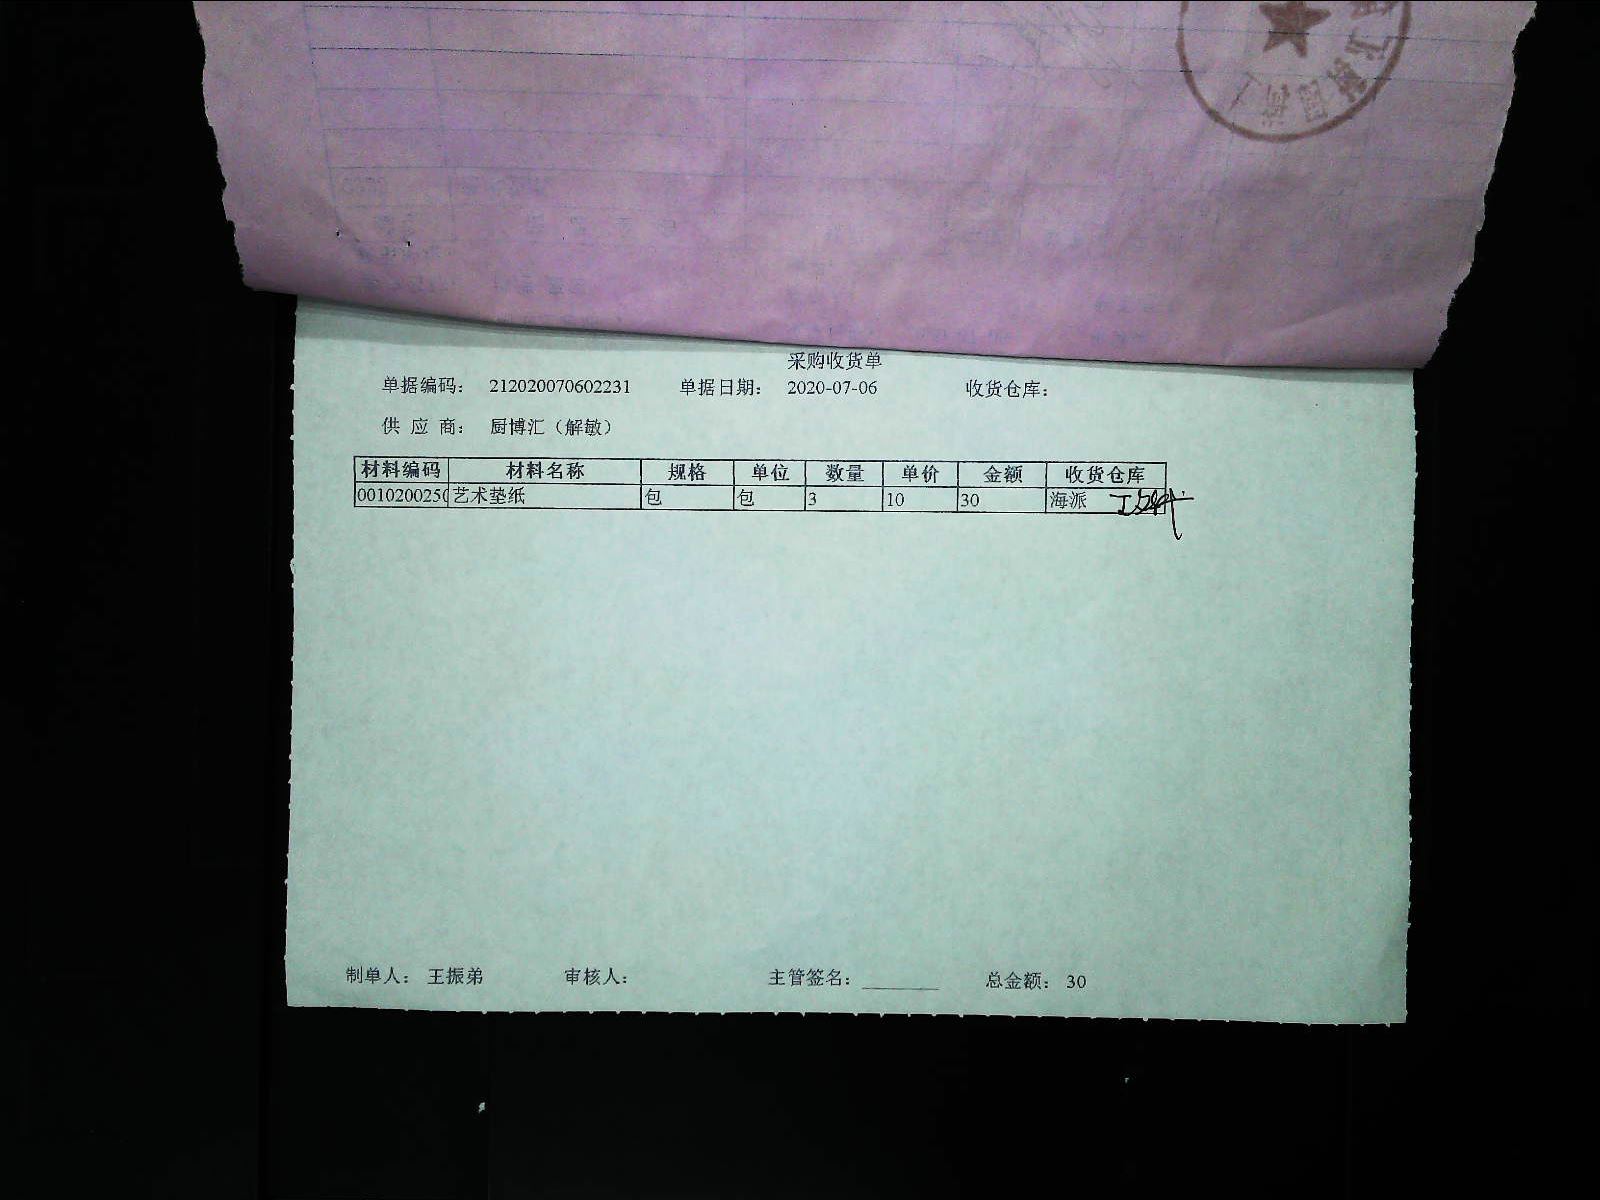 采购收货单
单据编码： 212020070602231 单据日期： 2020-07-06 收货仓库：
供 应 商： 厨博汇（解敏）
材料编码 材料名称 规格 单位 数量 单价 金额 收货仓库
0010200250 艺术垫纸 包 包 3 10 30 海派
制单人： 王振弟 审核人： 主管签名： ________ 总金额： 30